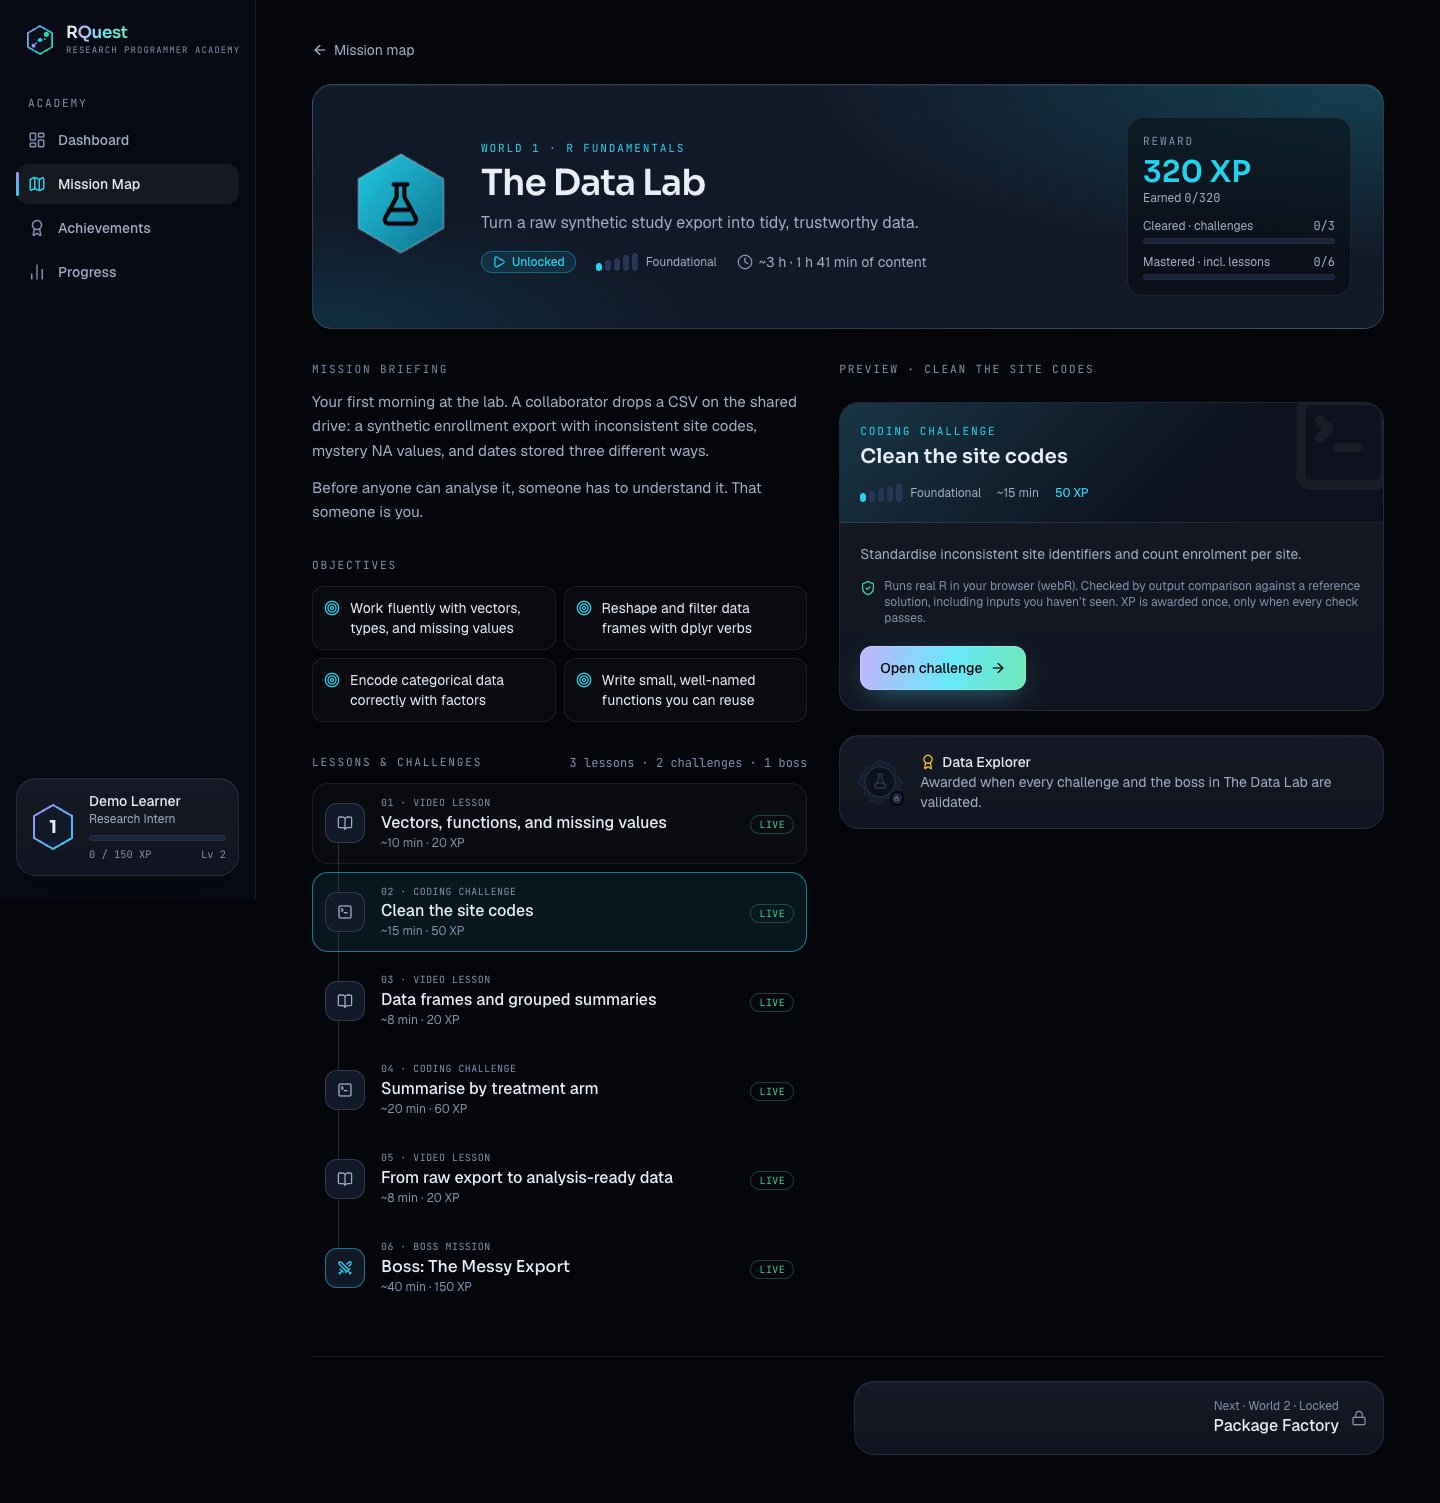 RQuest
RESEARCH PROGRAMMER ACADEMY
ACADEMY
Dashboard
Mission Map
Achievements
Progress
1
Demo Learner
Research Intern
0 / 150 XP
Lv 2
Mission map
WORLD 1 · R FUNDAMENTALS
The Data Lab
Turn a raw synthetic study export into tidy, trustworthy data.
Unlocked
Foundational
~3 h · 1 h 41 min of content
REWARD
320 XP
Earned 0/320
Cleared · challenges 0/3
Mastered · incl. lessons 0/6
MISSION BRIEFING
Your first morning at the lab. A collaborator drops a CSV on the shared
drive: a synthetic enrollment export with inconsistent site codes,
mystery NA values, and dates stored three different ways.
Before anyone can analyse it, someone has to understand it. That
someone is you.
OBJECTIVES
Work fluently with vectors,
types, and missing values
Reshape and filter data
frames with dplyr verbs
Encode categorical data
correctly with factors
Write small, well-named
functions you can reuse
LESSONS & CHALLENGES
3 lessons · 2 challenges · 1 boss
01 · VIDEO LESSON
Vectors, functions, and missing values
~10 min · 20 XP
LIVE
02 · CODING CHALLENGE
Clean the site codes
~15 min · 50 XP
LIVE
03 · VIDEO LESSON
Data frames and grouped summaries
~8 min · 20 XP
LIVE
04 · CODING CHALLENGE
Summarise by treatment arm
~20 min · 60 XP
LIVE
05 · VIDEO LESSON
From raw export to analysis-ready data
~8 min · 20 XP
LIVE
06 · BOSS MISSION
Boss: The Messy Export
~40 min · 150 XP
LIVE
PREVIEW · CLEAN THE SITE CODES
CODING CHALLENGE
Clean the site codes
Foundational
~15 min
50 XP
Standardise inconsistent site identifiers and count enrolment per site.
Runs real R in your browser (webR). Checked by output comparison against a reference
solution, including inputs you haven't seen. XP is awarded once, only when every check
passes.
Open challenge
Data Explorer
Awarded when every challenge and the boss in The Data Lab are
validated.
Next · World 2 · Locked
Package Factory